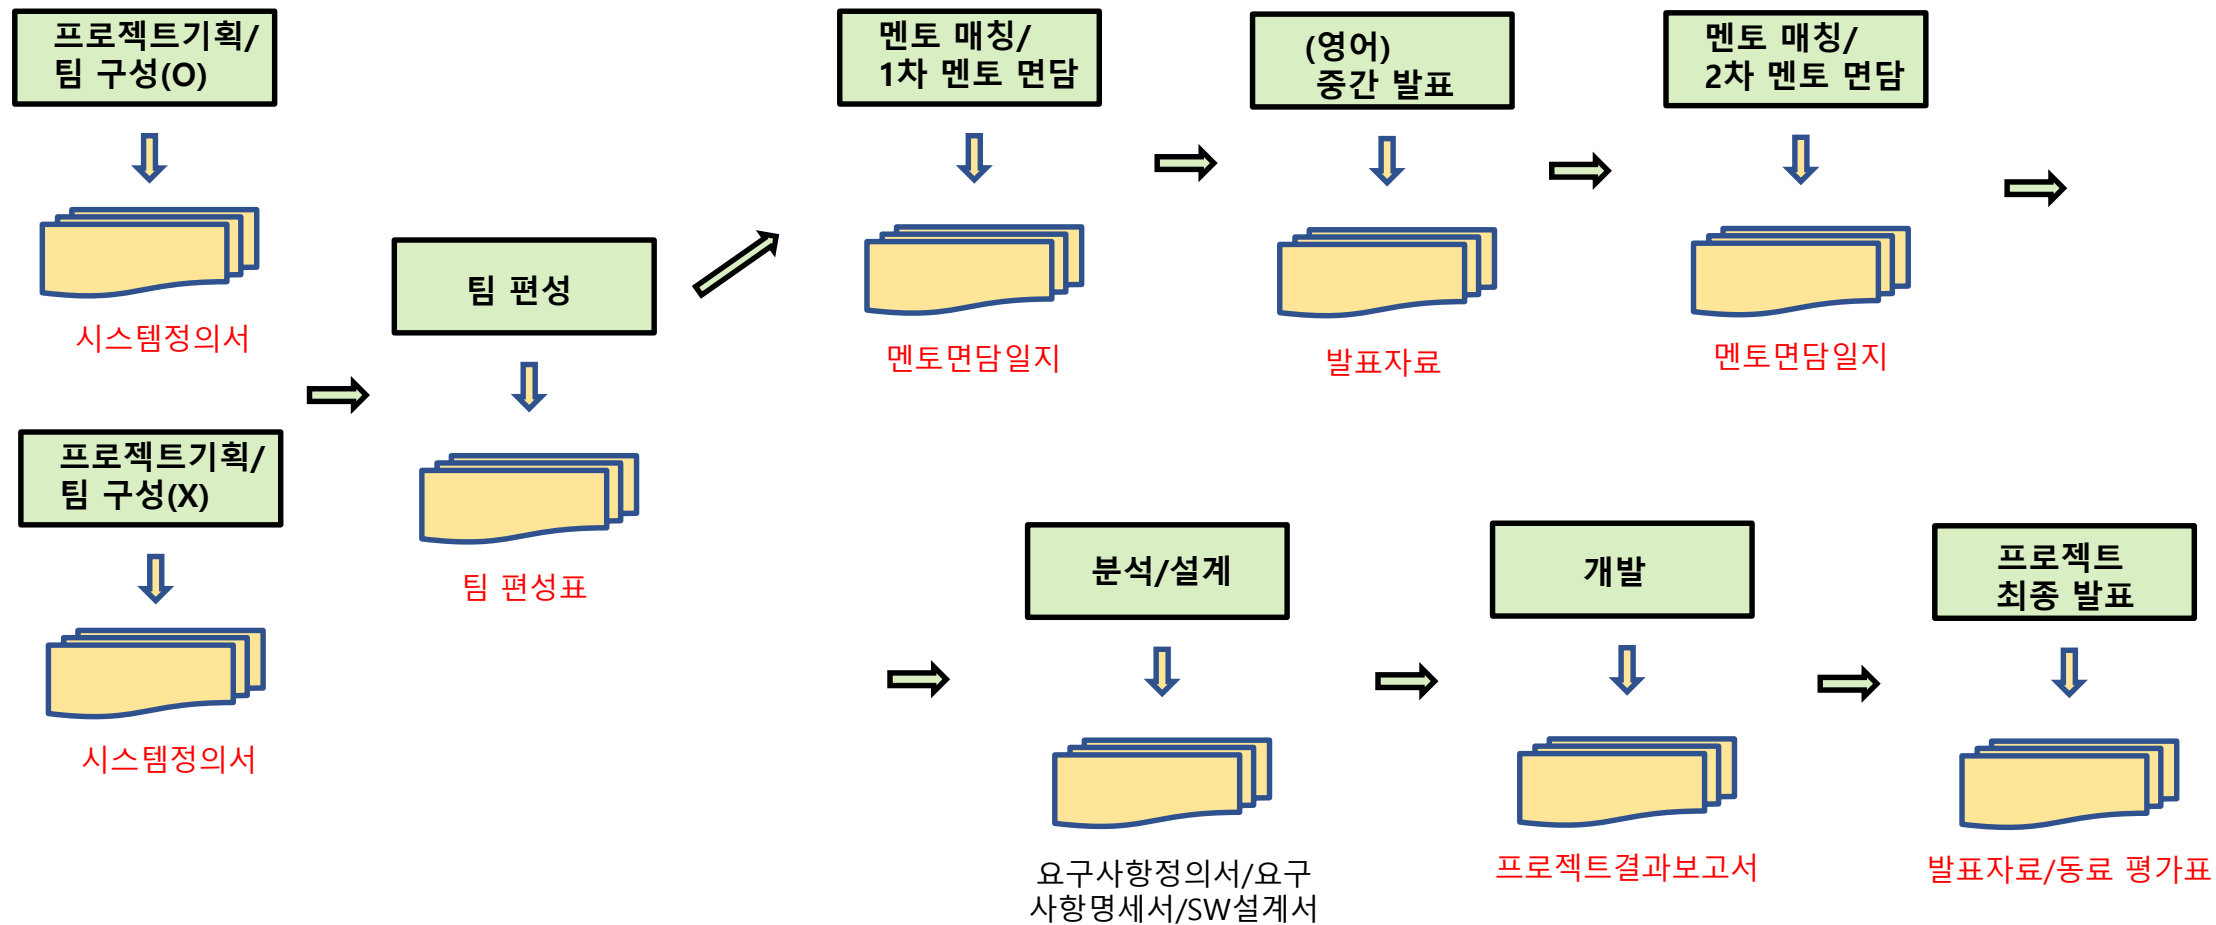 프로젝트기획/
팀 구성(O)
시스템정의서
프로젝트기획/
팀 구성(X)
시스템정의서
팀 편성
팀 편성표
멘토 매칭/
1차 멘토 면담
멘토면담일지
(영어)
중간 발표
발표자료
멘토 매칭/
2차 멘토 면담
멘토면담일지
분석/설계
요구사항정의서/요구
사항명세서/SW설계서
개발
프로젝트결과보고서
프로젝트
최종 발표
발표자료/동료 평가표